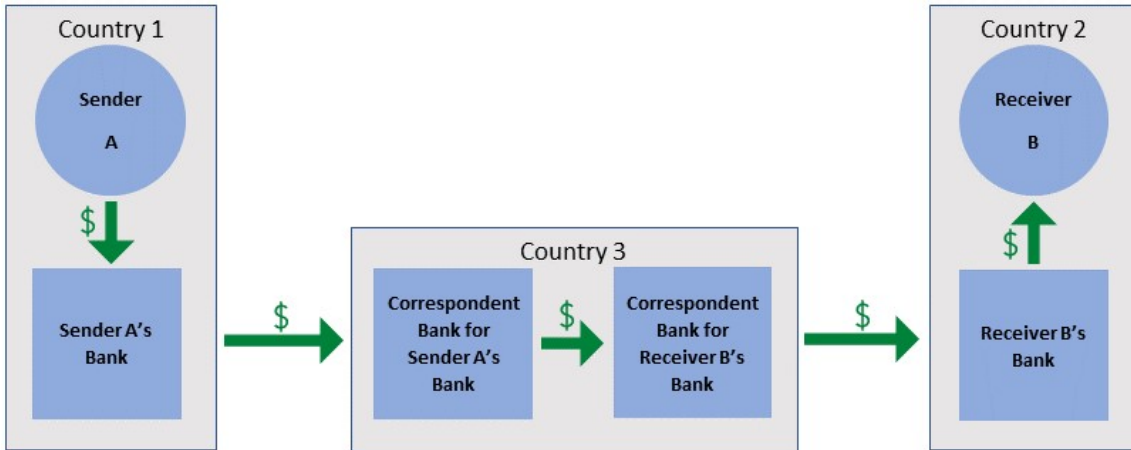 Country 1
Sender
A
$
Sender A's
Bank
$
Country 3
Correspondent
Bank for
Sender A's
Bank
$
Correspondent
Bank for
Receiver B's
Bank
$
Country 2
Receiver
B
$
Receiver B's
Bank